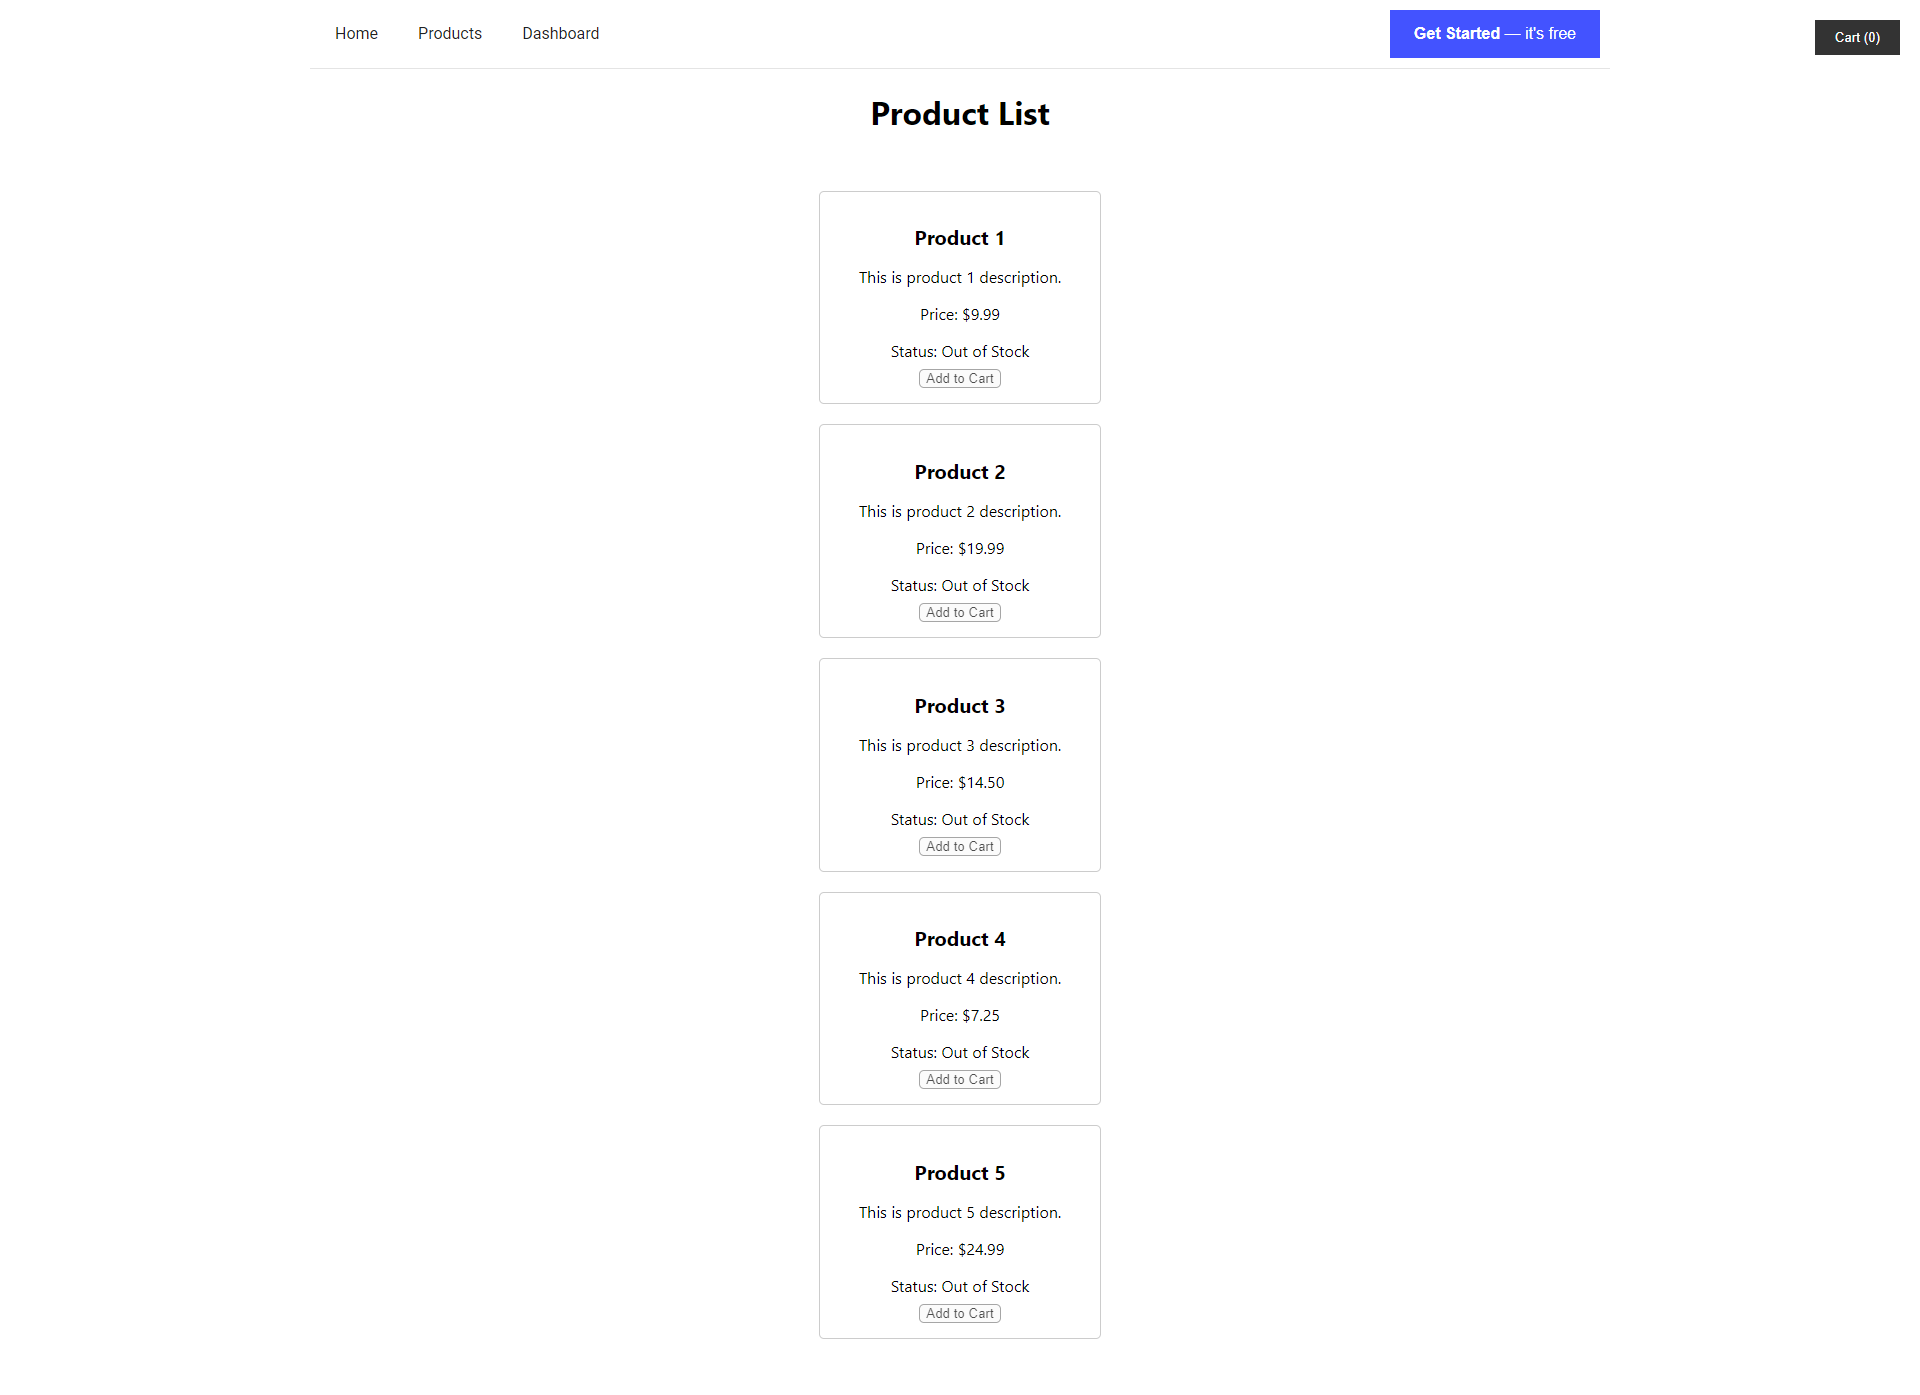 Home Products Dashboard Get Started — it's free Cart (0)
Product List
Product 1
This is product 1 description.
Price: $9.99
Status: Out of Stock
Add to Cart
Product 2
This is product 2 description.
Price: $19.99
Status: Out of Stock
Add to Cart
Product 3
This is product 3 description.
Price: $14.50
Status: Out of Stock
Add to Cart
Product 4
This is product 4 description.
Price: $7.25
Status: Out of Stock
Add to Cart
Product 5
This is product 5 description.
Price: $24.99
Status: Out of Stock
Add to Cart